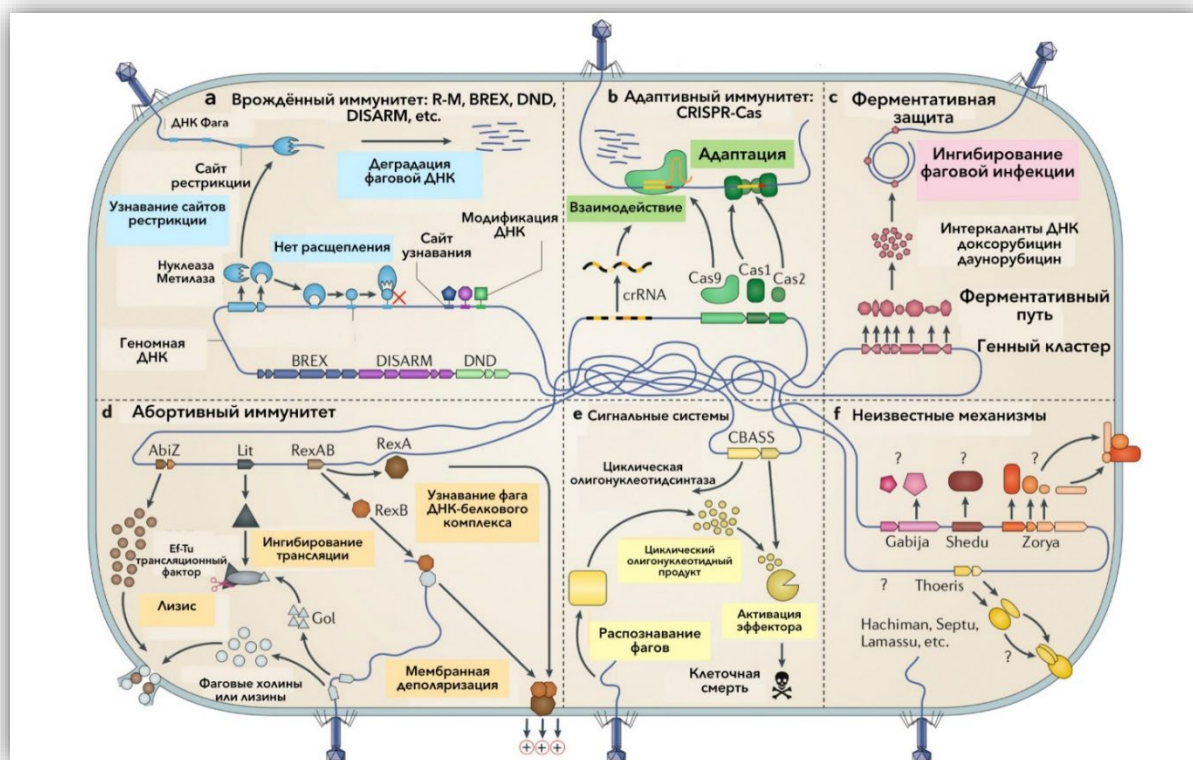 a Врождённый иммунитет: R-M, BREX, DND,
DISARM, etc.
ДНК Фага
Сайт
рестрикции
Деградация
фаговой ДНК
Узнавание сайтов
рестрикции
Нет расщепления
Сайт
узнавания
Модификация
ДНК
Нуклеаза
Метилаза
Геномная
ДНК
BREX
DISARM
DND
b Адаптивный иммунитет:
CRISPR-Cas
Адаптация
Взаимодействие
crRNA
Cas9
Cas1
Cas2
c Ферментативная
защита
Ингибирование
фаговой инфекции
Интеркаланты ДНК
доксорубицин
даунорубицин
Ферментативный
путь
Генный кластер
d Абортивный иммунитет
AbiZ
Lit
RexAB
RexA
RexB
Узнавание фага
ДНК-белкового
комплекса
Ингибирование
трансляции
Ef-Tu
трансляционный
фактор
Лизис
Gol
Фаговые холины
или лизины
Мембранная
деполяризация
+ + +
e Сигнальные системы
CBASS
Циклическая
олигонуклеотидсинтаза
Циклический
олигонуклеотидный
продукт
Активация
эффектора
Распознавание
фагов
Клеточная
смерть
f Неизвестные механизмы
? ? ?
Gabija
Shedu
Zorya
? Thoeris
Hachiman, Septu,
Lamassu, etc.
?